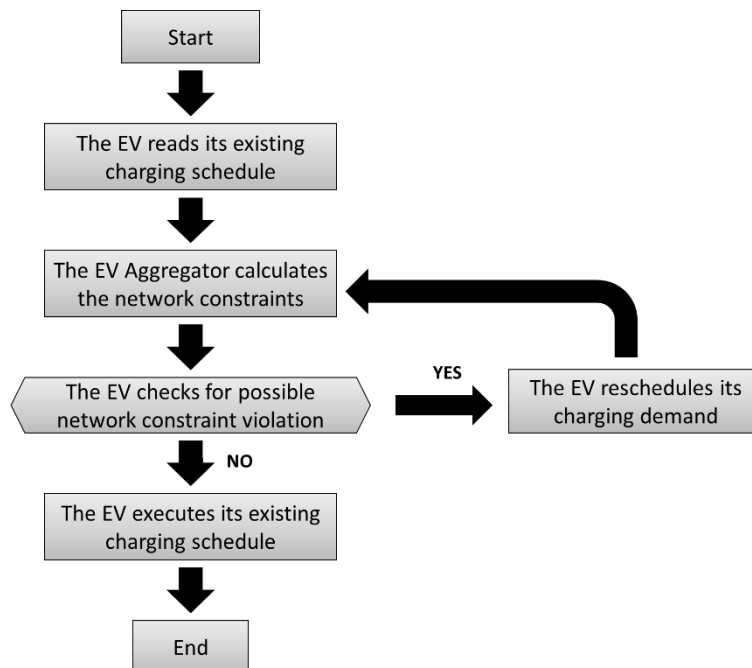 Start
The EV reads its existing
charging schedule
The EV Aggregator calculates
the network constraints
The EV checks for possible
network constraint violation
YES
The EV reschedules its
charging demand
NO
The EV executes its existing
charging schedule
End